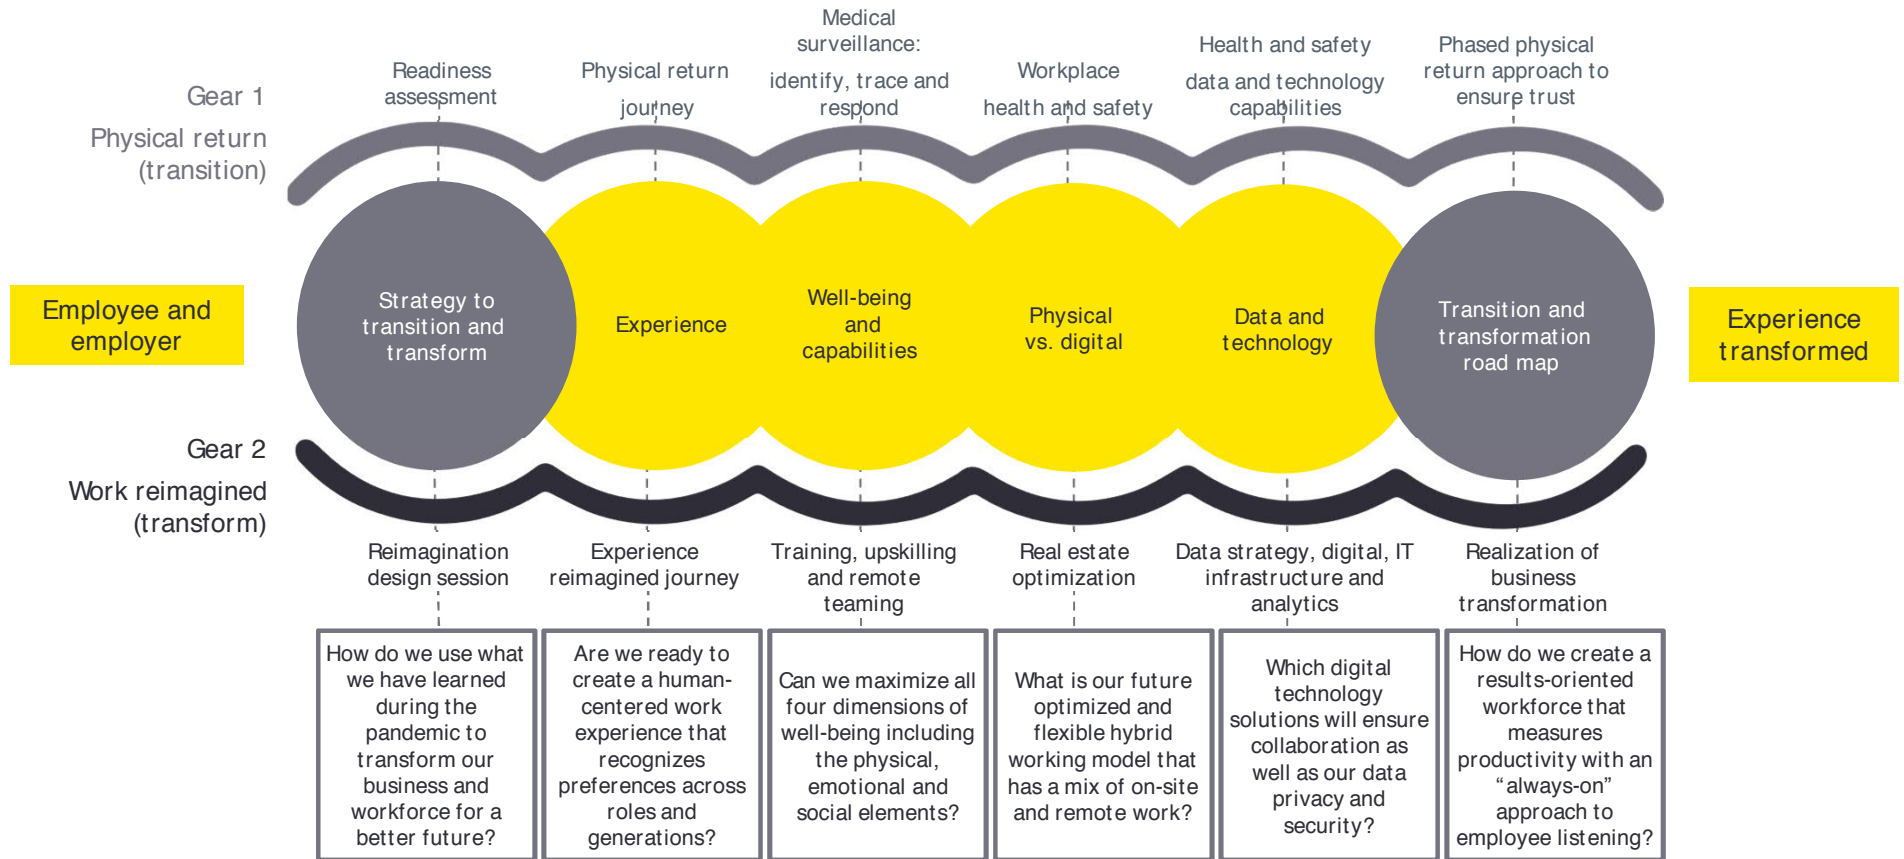 Gear 1
Physical return
(transition)
Readiness
assessment
Physical return
journey
Medical
surveillance:
identify, trace and
respond
Workplace
health and safety
Health and safety
data and technology
capabilities
Phased physical
return approach to
ensure trust
Employee and
employer
Strategy to
transition and
transform
Experience
Well-being
and
capabilities
Physical
vs. digital
Data and
technology
Transition and
transformation
road map
Experience
transformed
Gear 2
Work reimagined
(transform)
Reimagination
design session
Experience
reimagined journey
Training, upskilling
and remote
teaming
Real estate
optimization
Data strategy, digital, IT
infrastructure and
analytics
Realization of
business
transformation
How do we use what
we have learned
during the
pandemic to
transform our
business and
workforce for a
better future?
Are we ready to
create a human-
centered work
experience that
recognizes
preferences across
roles and
generations?
Can we maximize all
four dimensions of
well-being including
the physical,
emotional and
social elements?
What is our future
optimized and
flexible hybrid
working model that
has a mix of on-site
and remote work?
Which digital
technology
solutions will ensure
collaboration as
well as our data
privacy and
security?
How do we create a
results-oriented
workforce that
measures
productivity with an
“always-on”
approach to
employee listening?